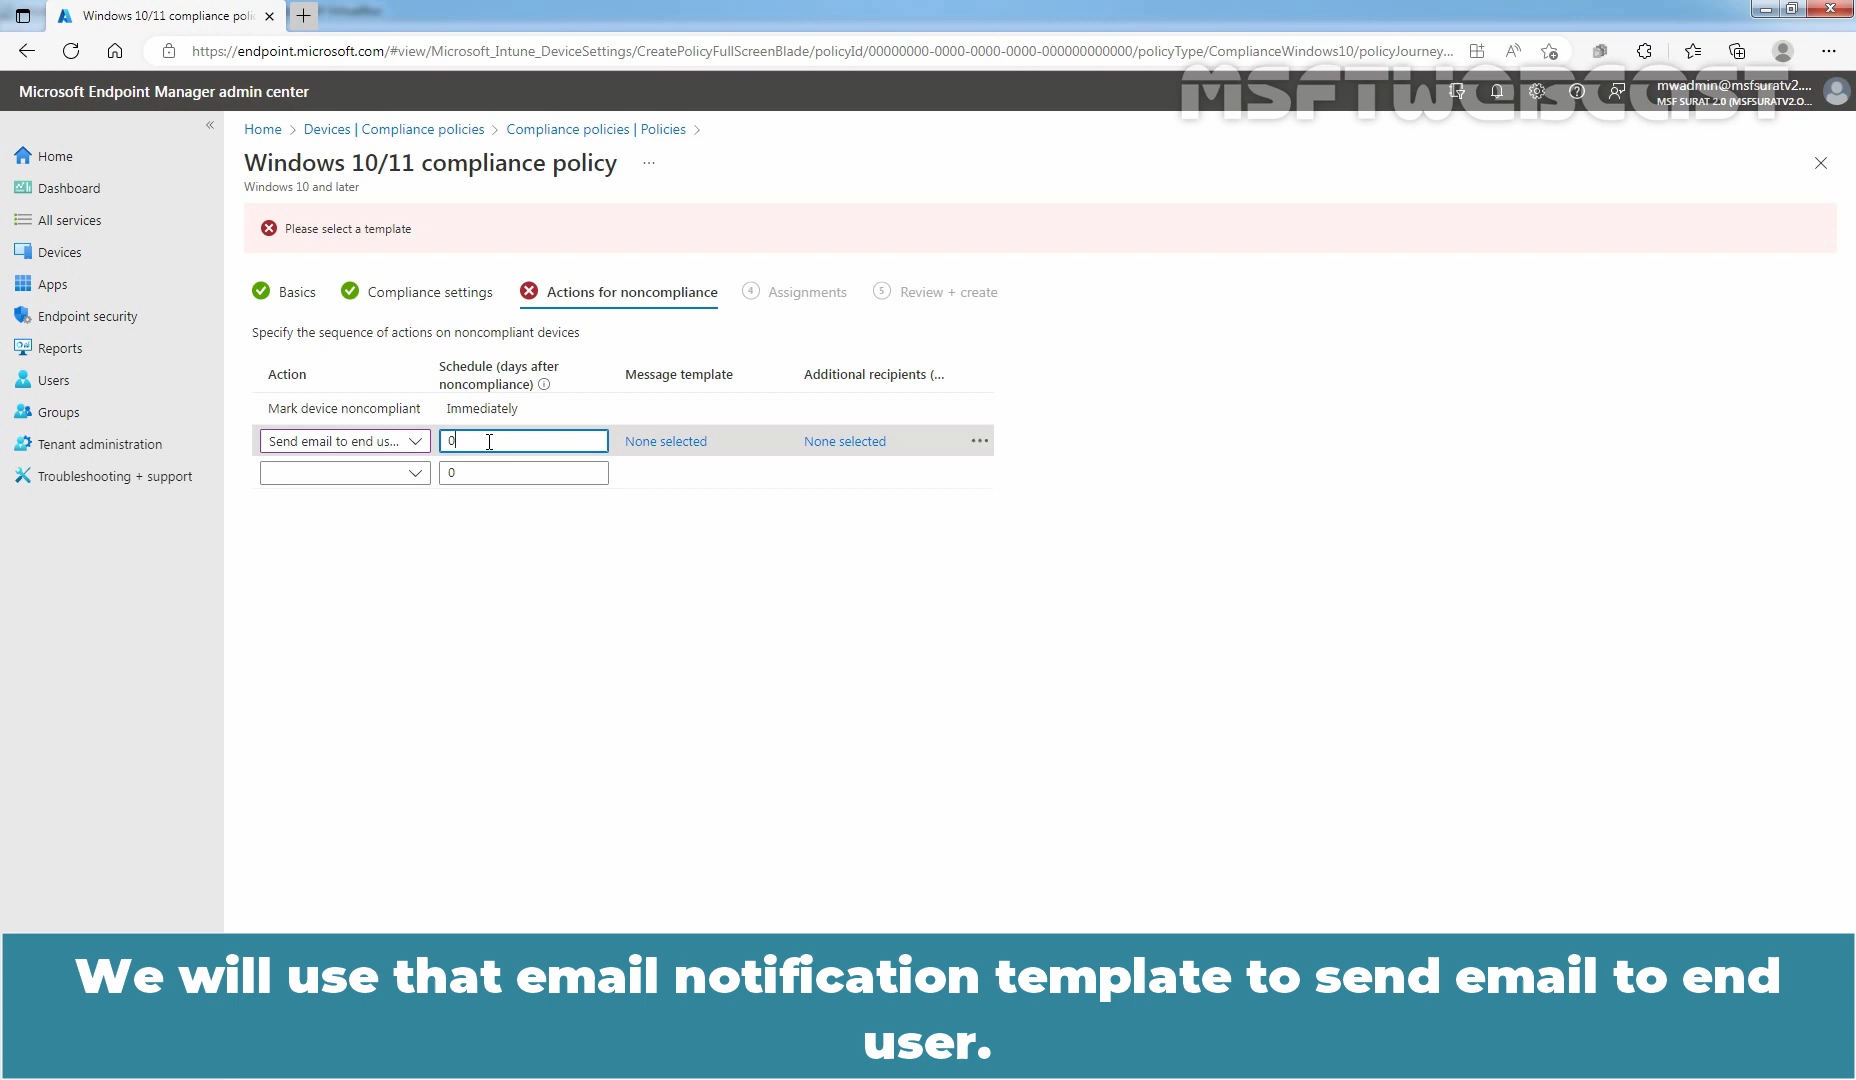 Windows 10/11 compliance poli
https://endpoint.microsoft.com/#view/Microsoft_Intune_DeviceSettings/CreatePolicyFullScreenBlade/policyId/00000000-0000-0000-0000-000000000000/policyType/ComplianceWindows10/policyJourney...
Microsoft Endpoint Manager admin center
MSFTWEBCAST
mwadmin@msfsuratv2....
MSF SURAT 2.0 (MSFSURATV2.O...
Home > Devices | Compliance policies > Compliance policies | Policies >
Windows 10/11 compliance policy ...
Windows 10 and later
Home
Dashboard
All services
Devices
Apps
Endpoint security
Reports
Users
Groups
Tenant administration
Troubleshooting + support
Please select a template
Basics
Compliance settings
Actions for noncompliance
4 Assignments
5 Review + create
Specify the sequence of actions on noncompliant devices
Action
Schedule (days after
noncompliance)
Message template
Additional recipients (...
Mark device noncompliant
Immediately
Send email to end us...
0
None selected
None selected
0
We will use that email notification template to send email to end
user.